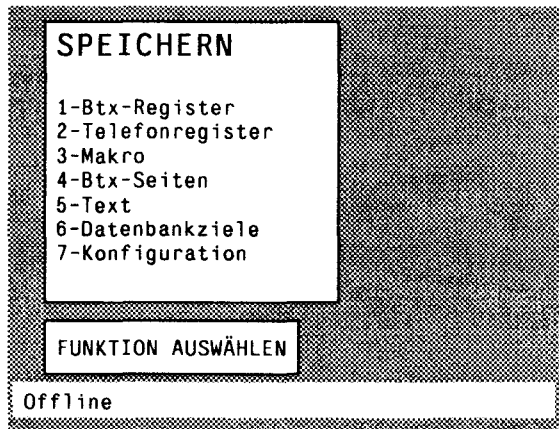 SPEICHERN
1-Btx-Register
2-Telefonregister
3-Makro
4-Btx-Seiten
5-Text
6-Datenbankziele
7-Konfiguration
FUNKTION AUSWÄHLEN
Offline